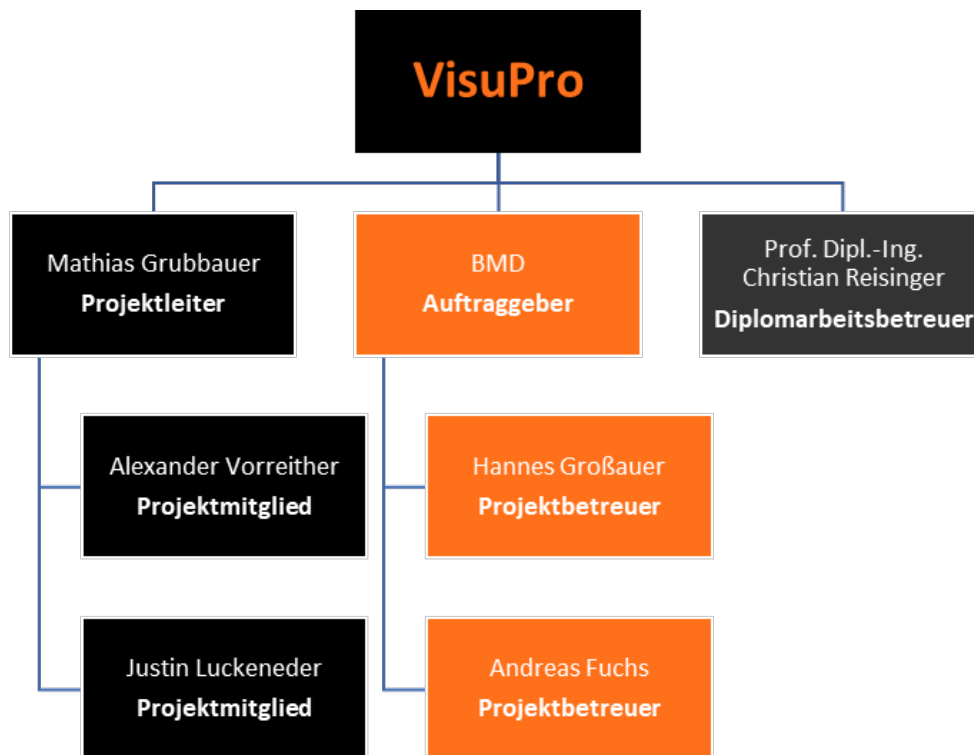 VisuPro
Mathias Grubbauer
Projektleiter
BMD
Auftraggeber
Prof. Dipl.-Ing.
Christian Reisinger
Diplomarbeitsbetreuer
Alexander Vorreither
Projektmitglied
Hannes Großauer
Projektbetreuer
Justin Luckeneder
Projektmitglied
Andreas Fuchs
Projektbetreuer